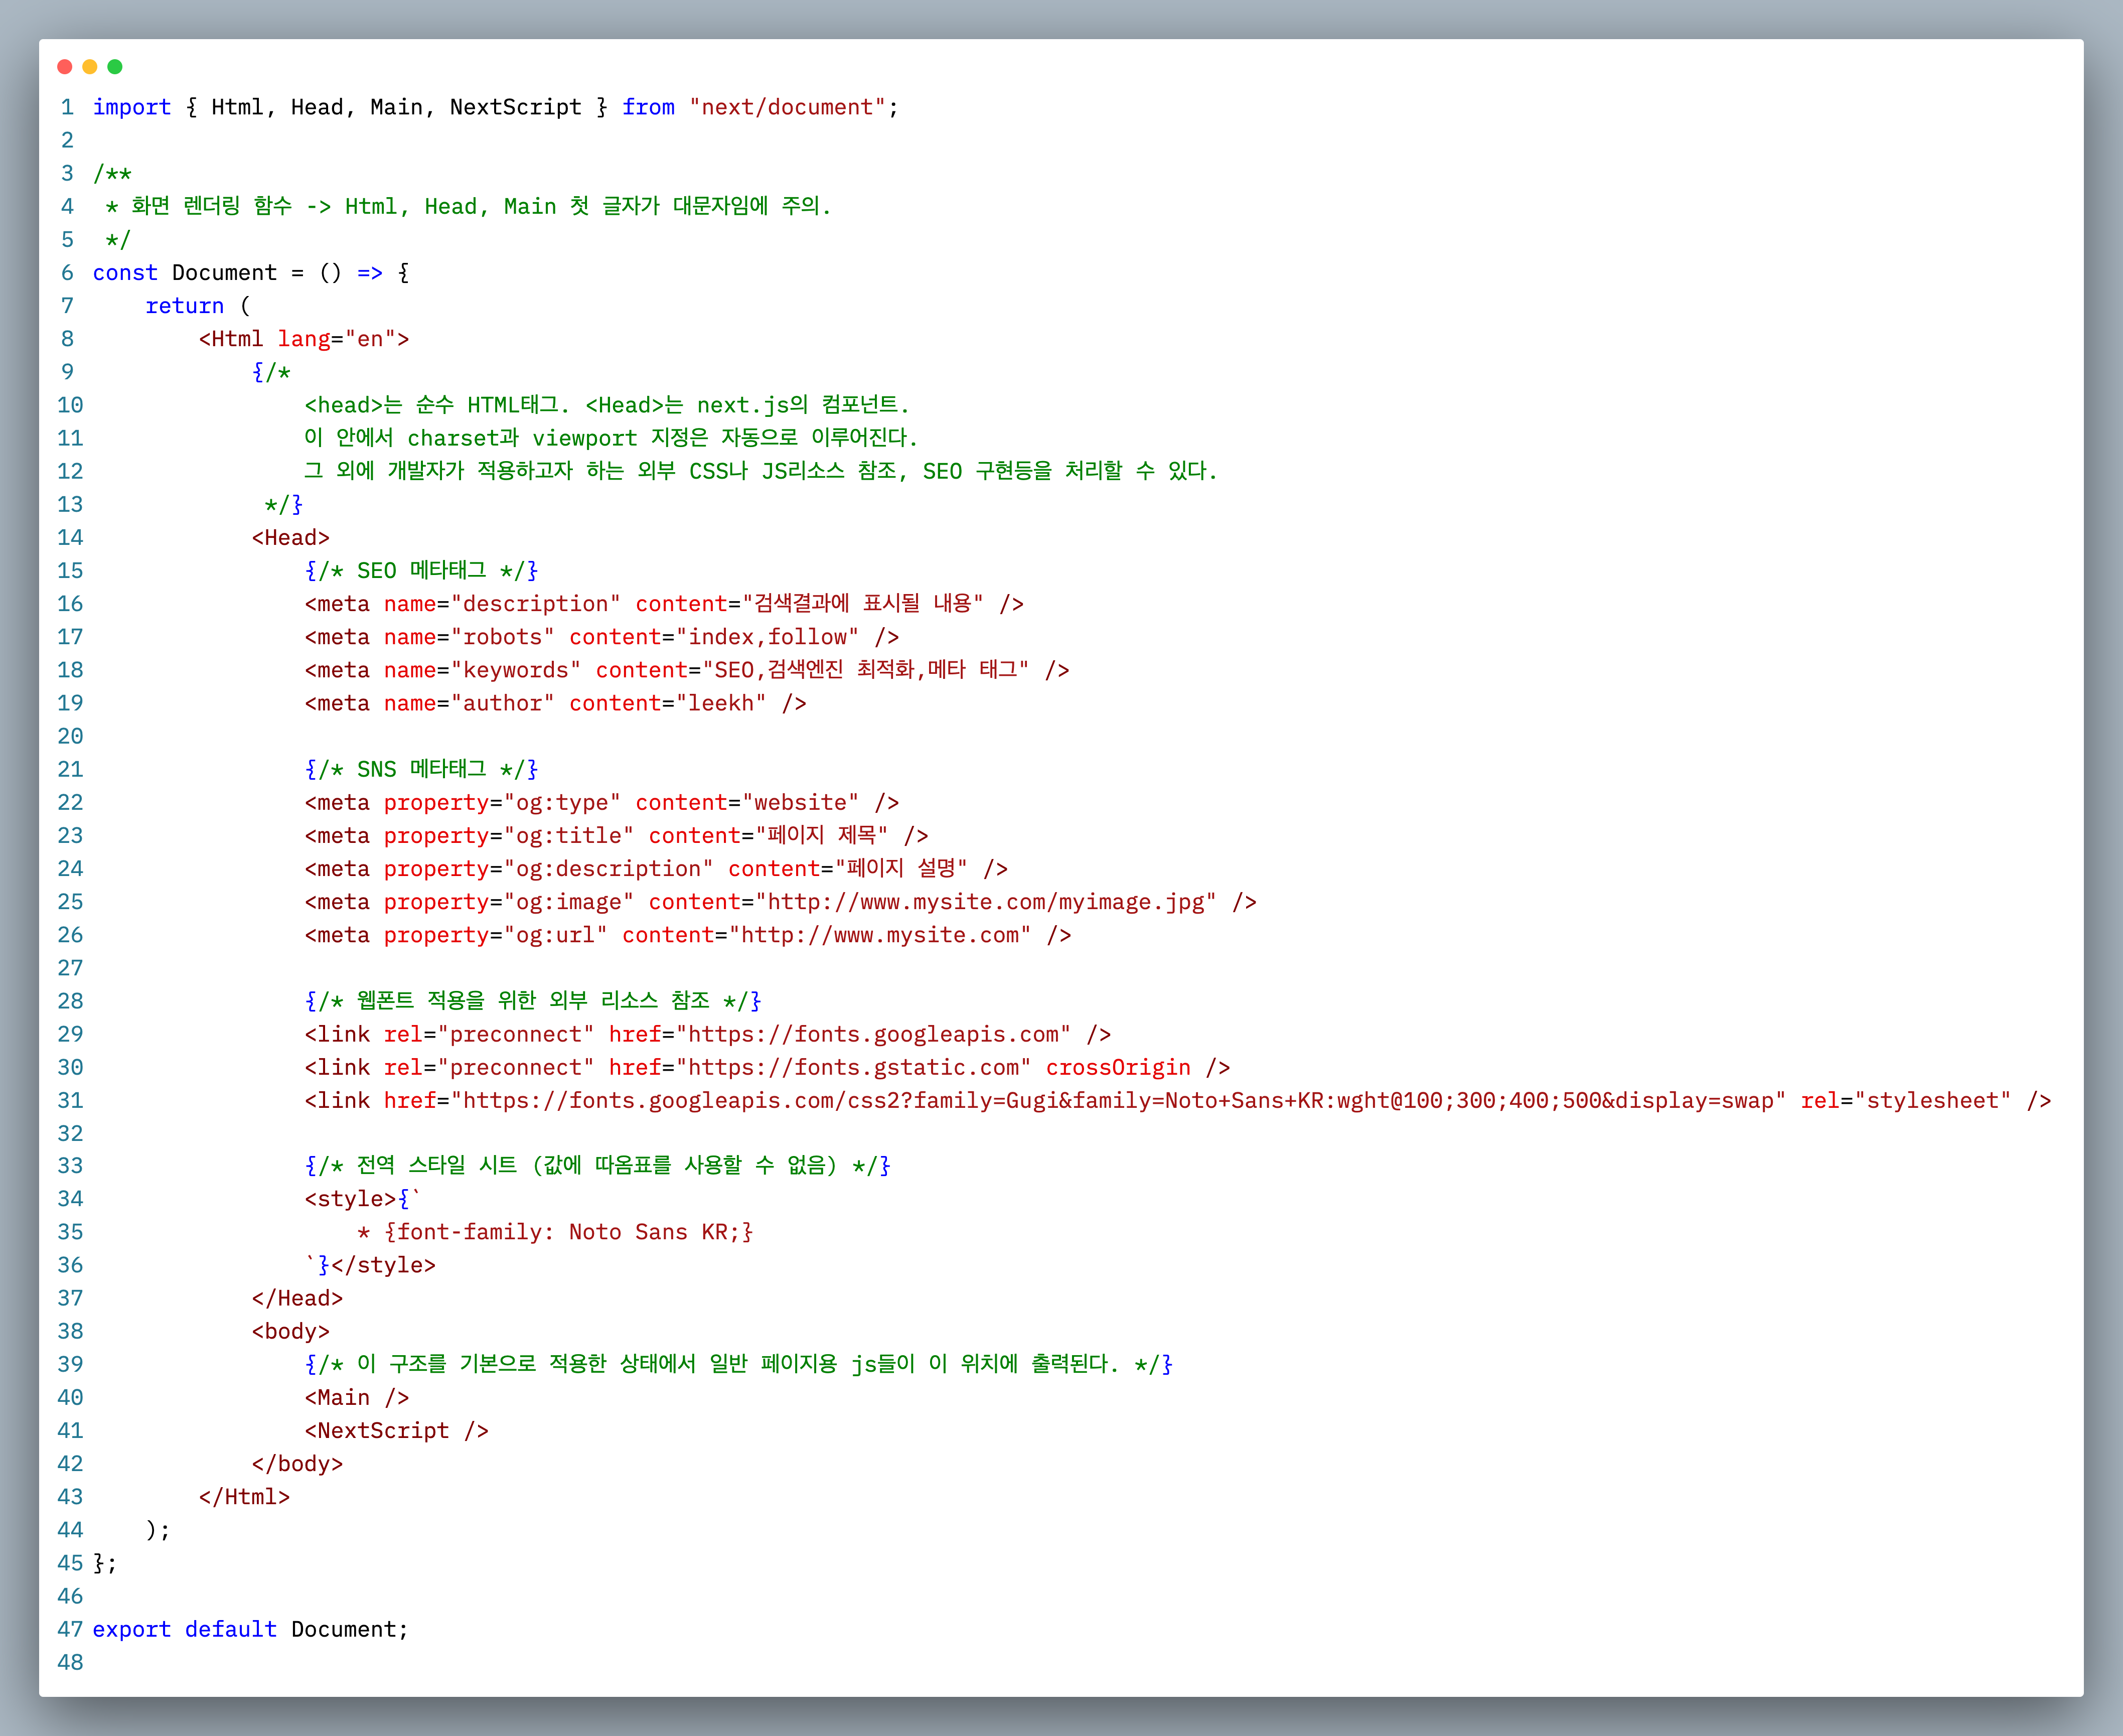 1 import { Html, Head, Main, NextScript } from "next/document";
2
3 /**
4  * 화면 렌더링 함수 -> Html, Head, Main 첫 글자가 대문자임에 주의.
5  */
6 const Document = () => {
7     return (
8         <Html lang="en">
9             {/*
10                 <head>는 순수 HTML태그. <Head>는 next.js의 컴포넌트.
11                 이 안에서 charset과 viewport 지정은 자동으로 이루어진다.
12                 그 외에 개발자가 적용하고자 하는 외부 CSS나 JS리소스 참조, SEO 구현등을 처리할 수 있다.
13              */}
14             <Head>
15                 {/* SEO 메타태그 */}
16                 <meta name="description" content="검색결과에 표시될 내용" />
17                 <meta name="robots" content="index,follow" />
18                 <meta name="keywords" content="SEO,검색엔진 최적화,메타 태그" />
19                 <meta name="author" content="leekh" />
20
21                 {/* SNS 메타태그 */}
22                 <meta property="og:type" content="website" />
23                 <meta property="og:title" content="페이지 제목" />
24                 <meta property="og:description" content="페이지 설명" />
25                 <meta property="og:image" content="http://www.mysite.com/myimage.jpg" />
26                 <meta property="og:url" content="http://www.mysite.com" />
27
28                 {/* 웹폰트 적용을 위한 외부 리소스 참조 */}
29                 <link rel="preconnect" href="https://fonts.googleapis.com" />
30                 <link rel="preconnect" href="https://fonts.gstatic.com" crossOrigin />
31                 <link href="https://fonts.googleapis.com/css2?family=Gugi&family=Noto+Sans+KR:wght@100;300;400;500&display=swap" rel="stylesheet" />
32
33                 {/* 전역 스타일 시트 (값에 따옴표를 사용할 수 없음) */}
34                 <style>{`
35                     * {font-family: Noto Sans KR;}
36                 `}</style>
37             </Head>
38             <body>
39                 {/* 이 구조를 기본으로 적용한 상태에서 일반 페이지용 js들이 이 위치에 출력된다. */}
40                 <Main />
41                 <NextScript />
42             </body>
43         </Html>
44     );
45 };
46
47 export default Document;
48